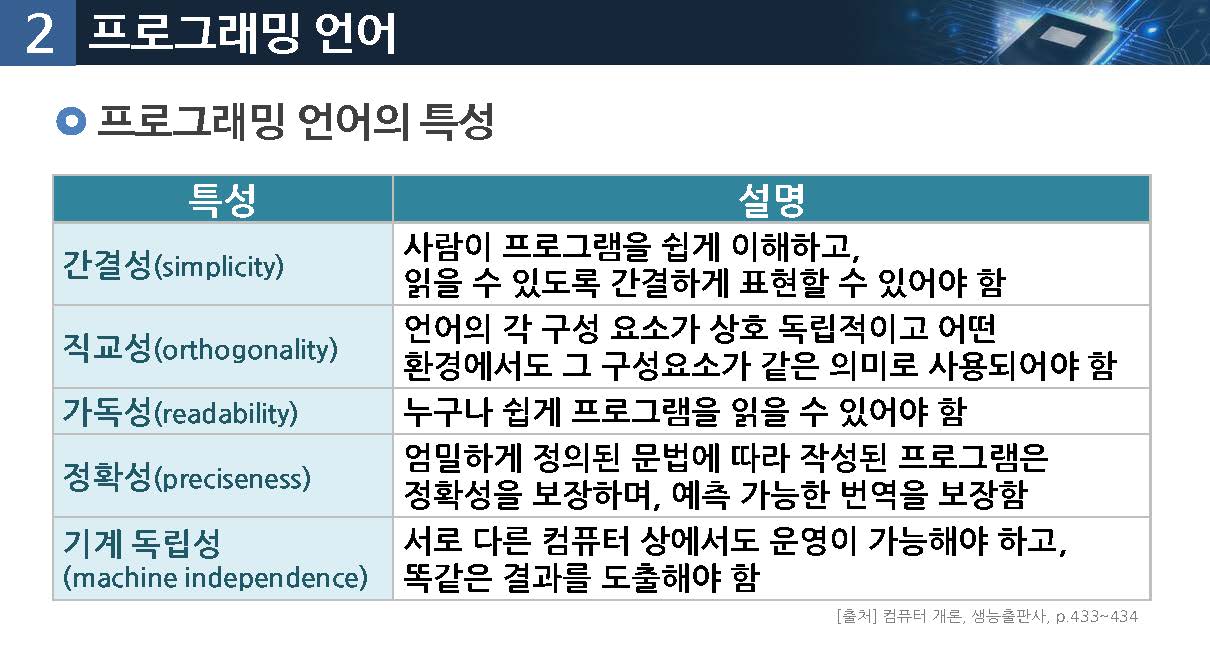 2 프로그래밍 언어
프로그래밍 언어의 특성
특성 설명
간결성(simplicity)
사람이 프로그램을 쉽게 이해하고,
읽을 수 있도록 간결하게 표현할 수 있어야 함
직교성(orthogonality)
언어의 각 구성 요소가 상호 독립적이고 어떤
환경에서도 그 구성요소가 같은 의미로 사용되어야 함
가독성(readability)
누구나 쉽게 프로그램을 읽을 수 있어야 함
정확성(preciseness)
엄밀하게 정의된 문법에 따라 작성된 프로그램은
정확성을 보장하며, 예측 가능한 번역을 보장함
기계 독립성
(machine independence)
서로 다른 컴퓨터 상에서도 운영이 가능해야 하고,
똑같은 결과를 도출해야 함
[출처] 컴퓨터 개론, 생능출판사, p.433~434